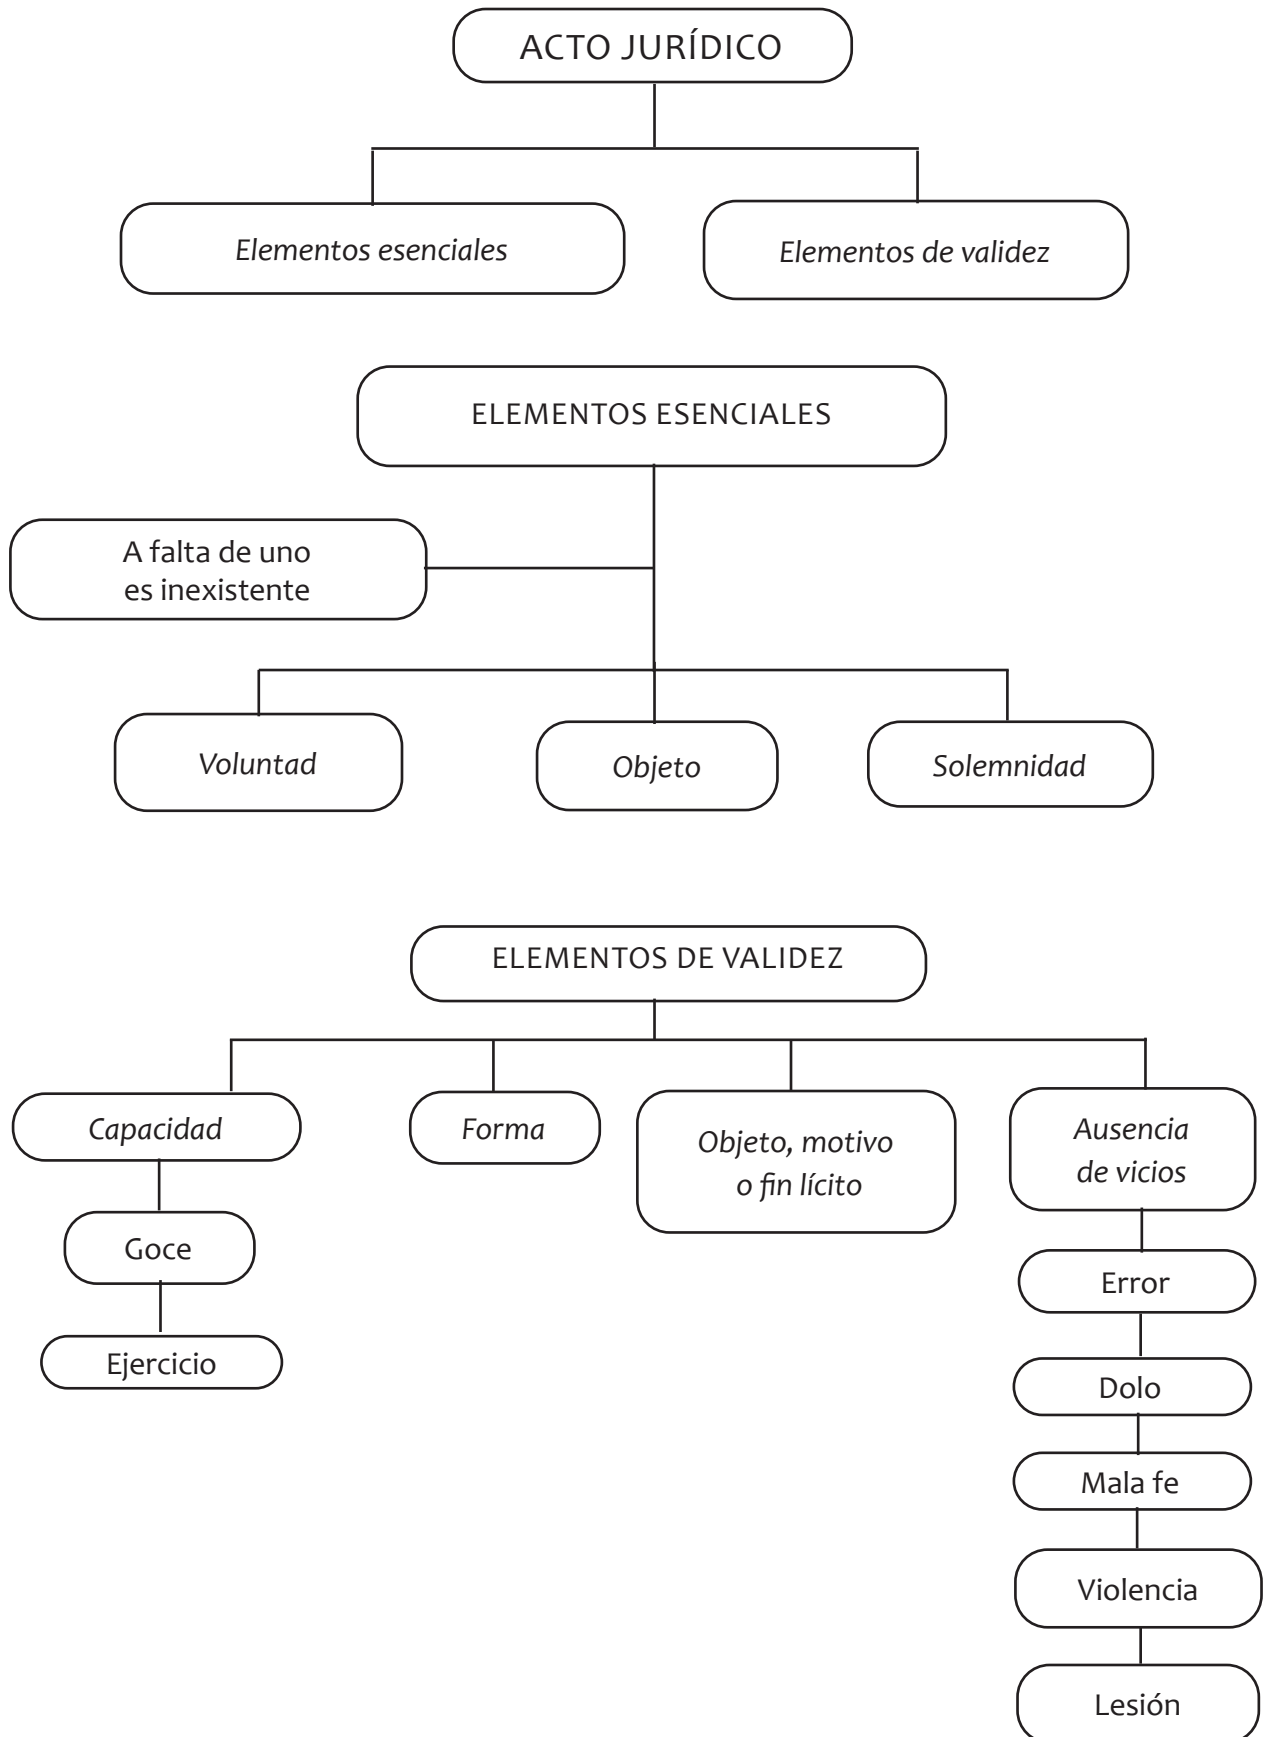 ACTO JURÍDICO
Elementos esenciales
Elementos de validez
ELEMENTOS ESENCIALES
A falta de uno
es inexistente
Voluntad
Objeto
Solemnidad
ELEMENTOS DE VALIDEZ
Capacidad
Goce
Ejercicio
Forma
Objeto, motivo
o fin lícito
Ausencia
de vicios
Error
Dolo
Mala fe
Violencia
Lesión